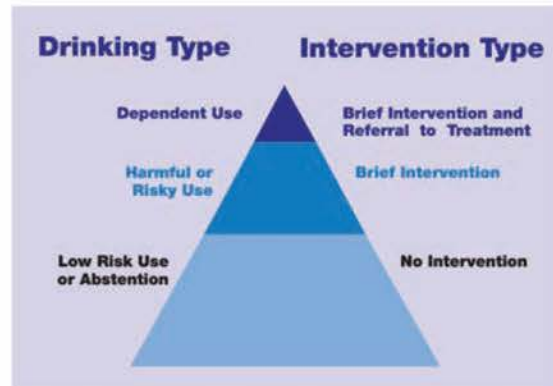 Drinking Type
Intervention Type
Dependent Use
Brief Intervention and
Referral to Treatment
Harmful or
Risky Use
Brief Intervention
Low Risk Use
or Abstention
No Intervention